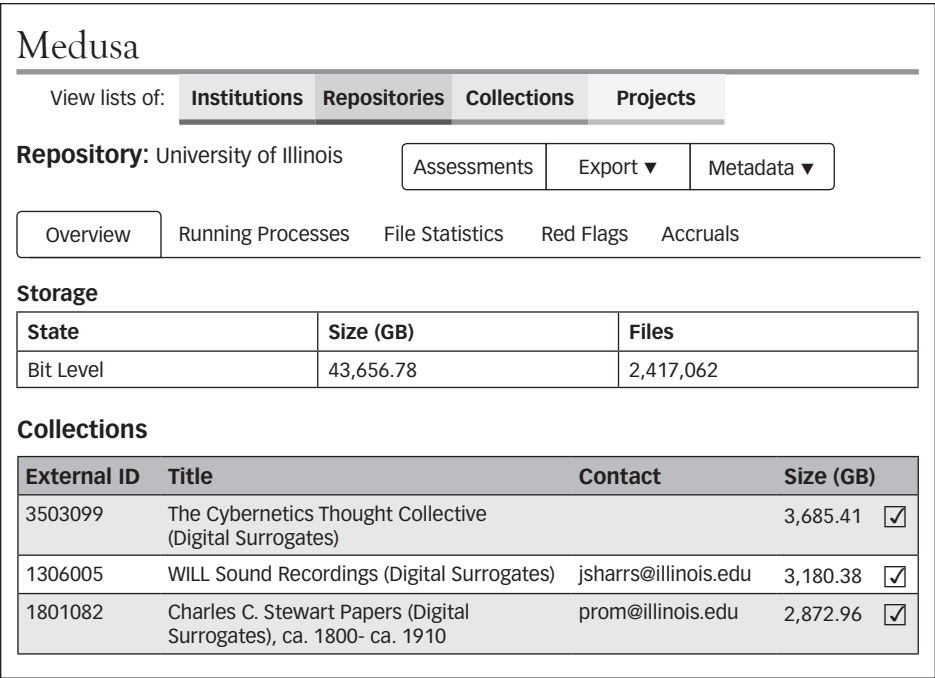 Medusa
View lists of: Institutions Repositories Collections Projects
Repository: University of Illinois Assessments Export ▼ Metadata ▼
Overview Running Processes File Statistics Red Flags Accruals
Storage
State Size (GB) Files
Bit Level 43,656.78 2,417,062
Collections
External ID Title Contact Size (GB)
3503099 The Cybernetics Thought Collective 3,685.41 ☑
(Digital Surrogates)
1306005 WILL Sound Recordings (Digital Surrogates) jsharrs@illinois.edu 3,180.38 ☑
1801082 Charles C. Stewart Papers (Digital prom@illinois.edu 2,872.96 ☑
Surrogates), ca. 1800- ca. 1910